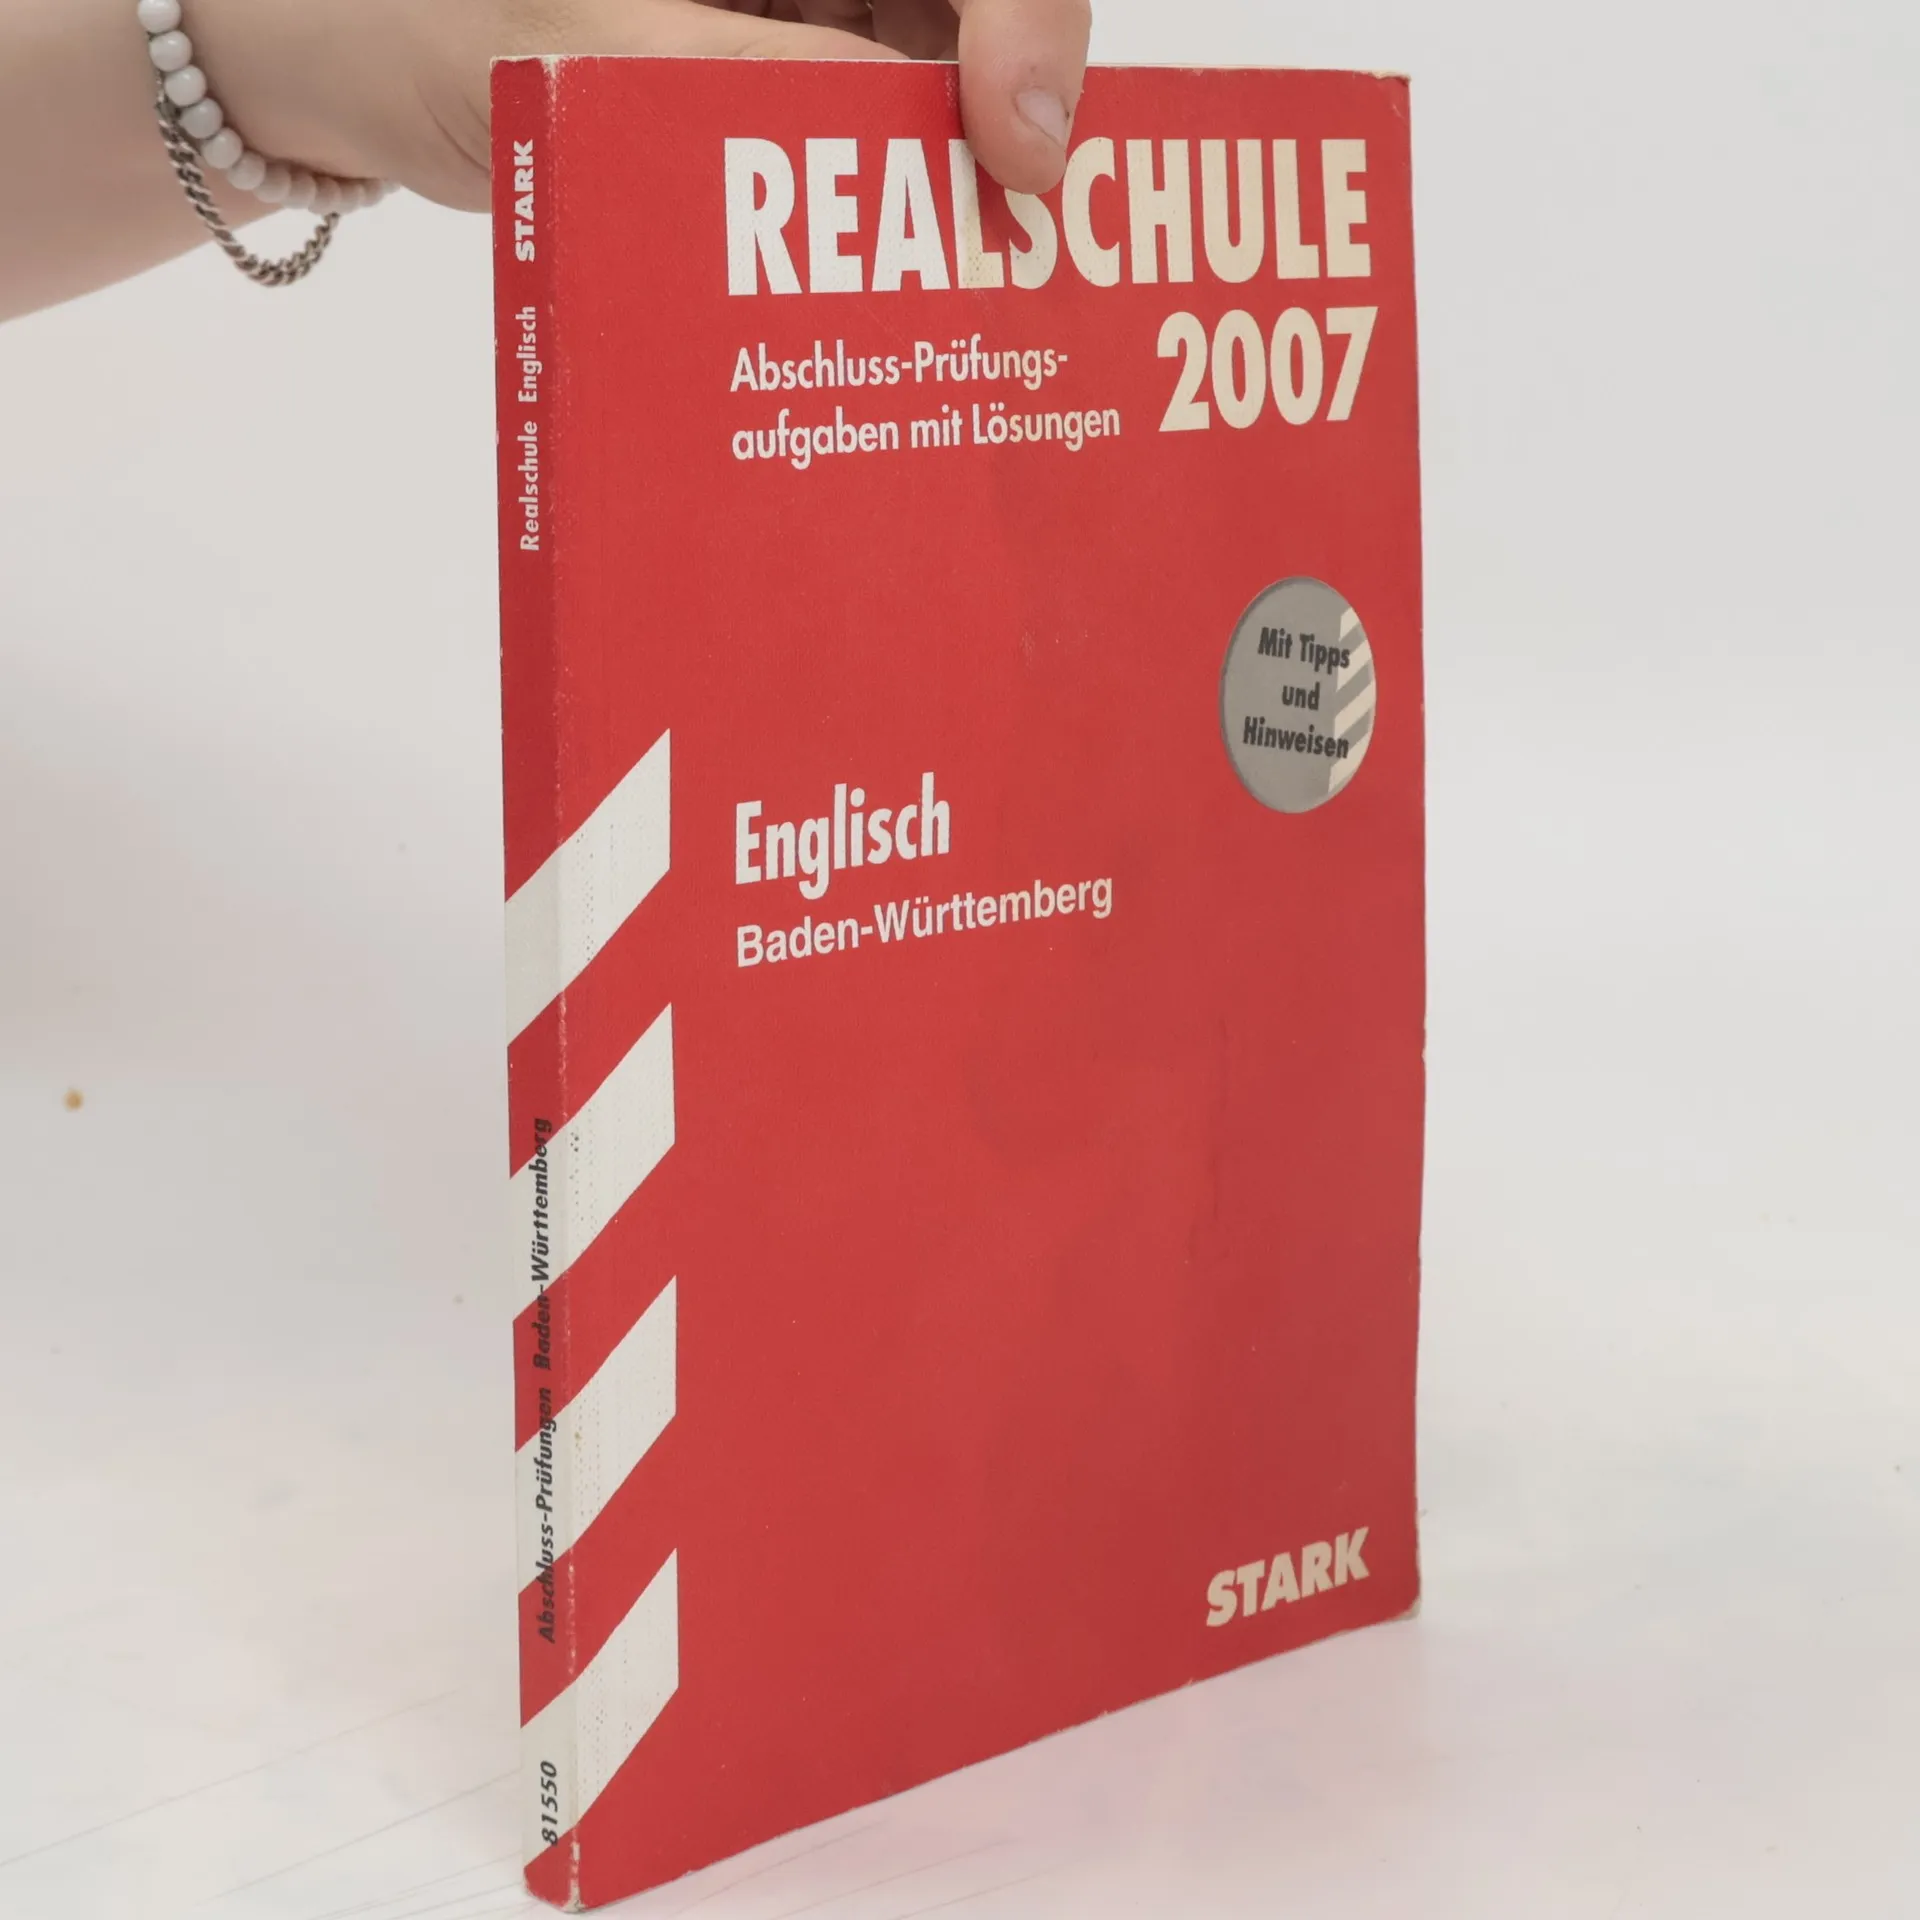 REALSCHULE
2007
Abschluss-Prüfungs-
aufgaben mit Lösungen
Mit Tipps
und
Hinweisen
Englisch
Baden-Württemberg
STARK
81550 Abschluss-Prüfungen Baden-Württemberg Realschule Englisch STARK